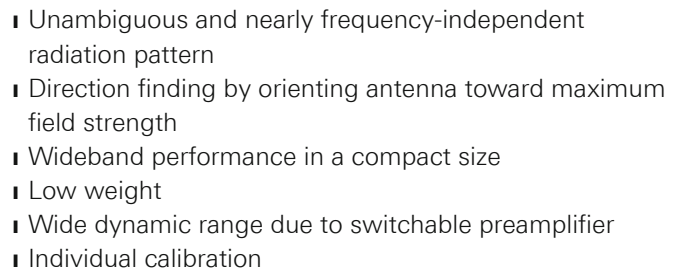 Unambiguous and nearly frequency-independent
radiation pattern
Direction finding by orienting antenna toward maximum
field strength
Wideband performance in a compact size
Low weight
Wide dynamic range due to switchable preamplifier
Individual calibration